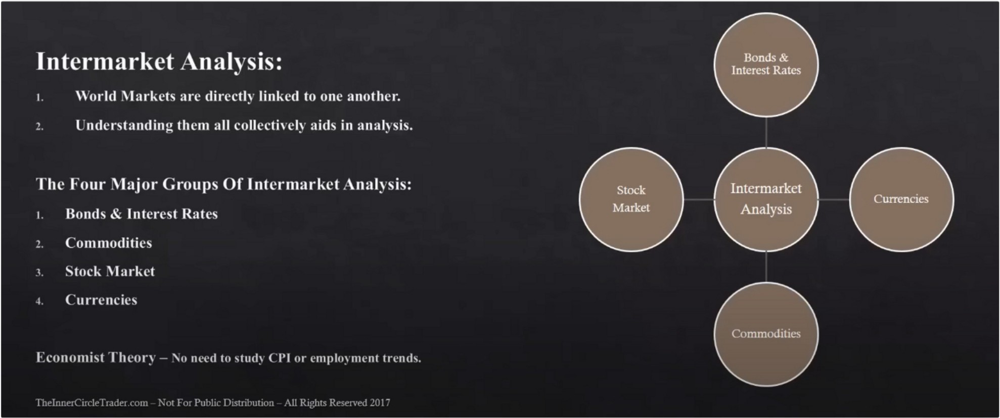 Intermarket Analysis:
1. World Markets are directly linked to one another.
2. Understanding them all collectively aids in analysis.
The Four Major Groups Of Intermarket Analysis:
1. Bonds & Interest Rates
2. Commodities
3. Stock Market
4. Currencies
Economist Theory – No need to study CPI or employment trends.
TheInnerCircleTrader.com – Not For Public Distribution – All Rights Reserved 2017
Bonds &
Interest Rates
Stock
Market
Intermarket
Analysis
Currencies
Commodities